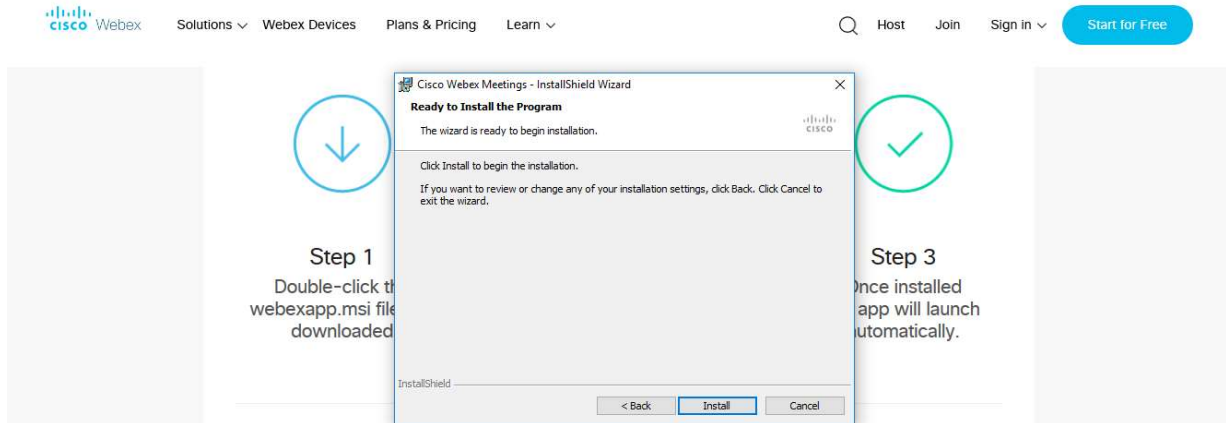 cisco Webex Solutions Webex Devices Plans & Pricing Learn Host Join Sign in Start for Free
Cisco Webex Meetings - InstallShield Wizard
Ready to Install the Program
The wizard is ready to begin installation.
cisco
Click Install to begin the installation.
If you want to review or change any of your installation settings, click Back. Click Cancel to
exit the wizard.
InstallShield
< Back Install Cancel
Step 1
Double-click
webexapp.msi
downloaded
Step 3
installed
app will launch